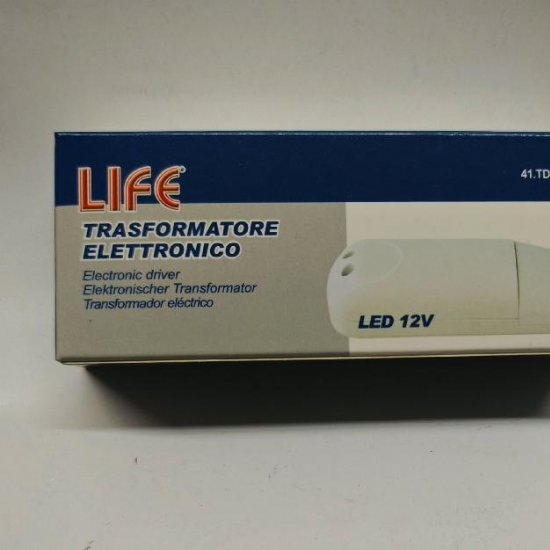 LIFE
41.TD
TRASFORMATORE
ELETTRONICO
Electronic driver
Elektronischer Transformator
Transformador eléctrico
LED 12V